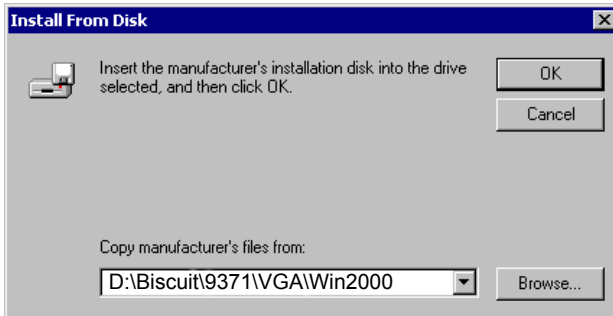 Install From Disk
Insert the manufacturer's installation disk into the drive
selected, and then click OK.
OK
Cancel
Copy manufacturer's files from:
D:\Biscuit\9371\VGA\Win2000
Browse...